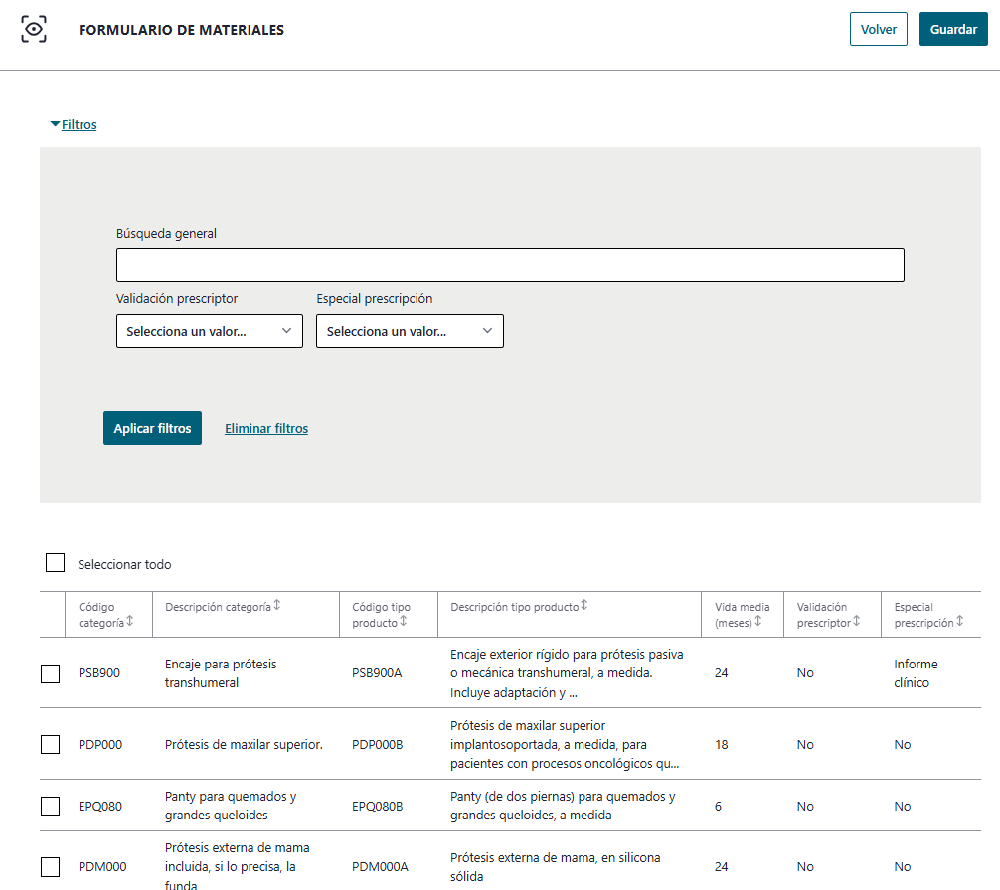 FORMULARIO DE MATERIALES
Volver
Guardar
Filtros
Búsqueda general
Validación prescriptor
Especial prescripción
Selecciona un valor...
Selecciona un valor...
Aplicar filtros
Eliminar filtros
Seleccionar todo
Código categoría
Descripción categoría
Código tipo producto
Descripción tipo producto
Vida media (meses)
Validación prescriptor
Especial prescripción
PSB900
Encaje para prótesis
transhumeral
PSB900A
Encaje exterior rígido para prótesis pasiva
o mecánica transhumeral, a medida.
Incluye adaptación y ...
24
No
Informe
clínico
PDP000
Prótesis de maxilar superior.
PDP000B
Prótesis de maxilar superior
implantosoportada, a medida, para
pacientes con procesos oncológicos qu...
18
No
No
EPQ080
Panty para quemados y
grandes queloides
EPQ080B
Panty (de dos piernas) para quemados y
grandes queloides, a medida
6
No
No
PDM000
Prótesis externa de mama
incluida, si lo precisa, la
funda
PDM000A
Prótesis externa de mama, en silicona
sólida
24
No
No